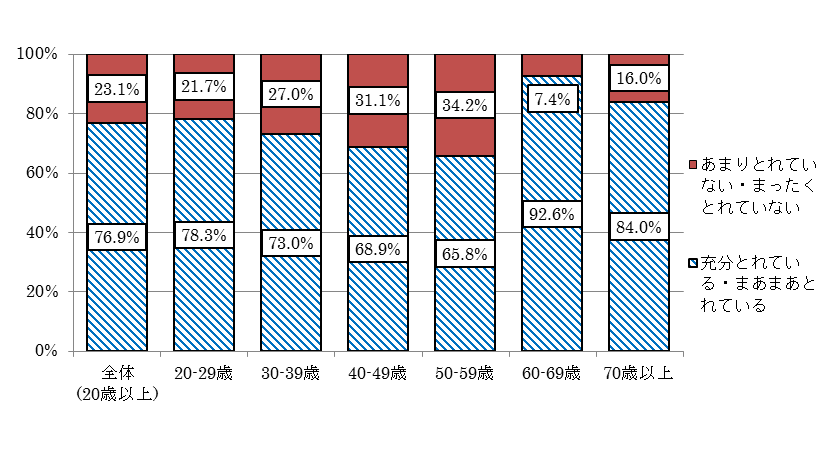 100%
80%
60%
40%
20%
0%
23.1%
21.7%
27.0%
31.1%
34.2%
7.4%
16.0%
76.9%
78.3%
73.0%
68.9%
65.8%
92.6%
84.0%
全体
(20歳以上)
20-29歳
30-39歳
40-49歳
50-59歳
60-69歳
70歳以上
あまりとれてい
ない・まったく
とれていない
充分とれてい
る・まあまあと
れている